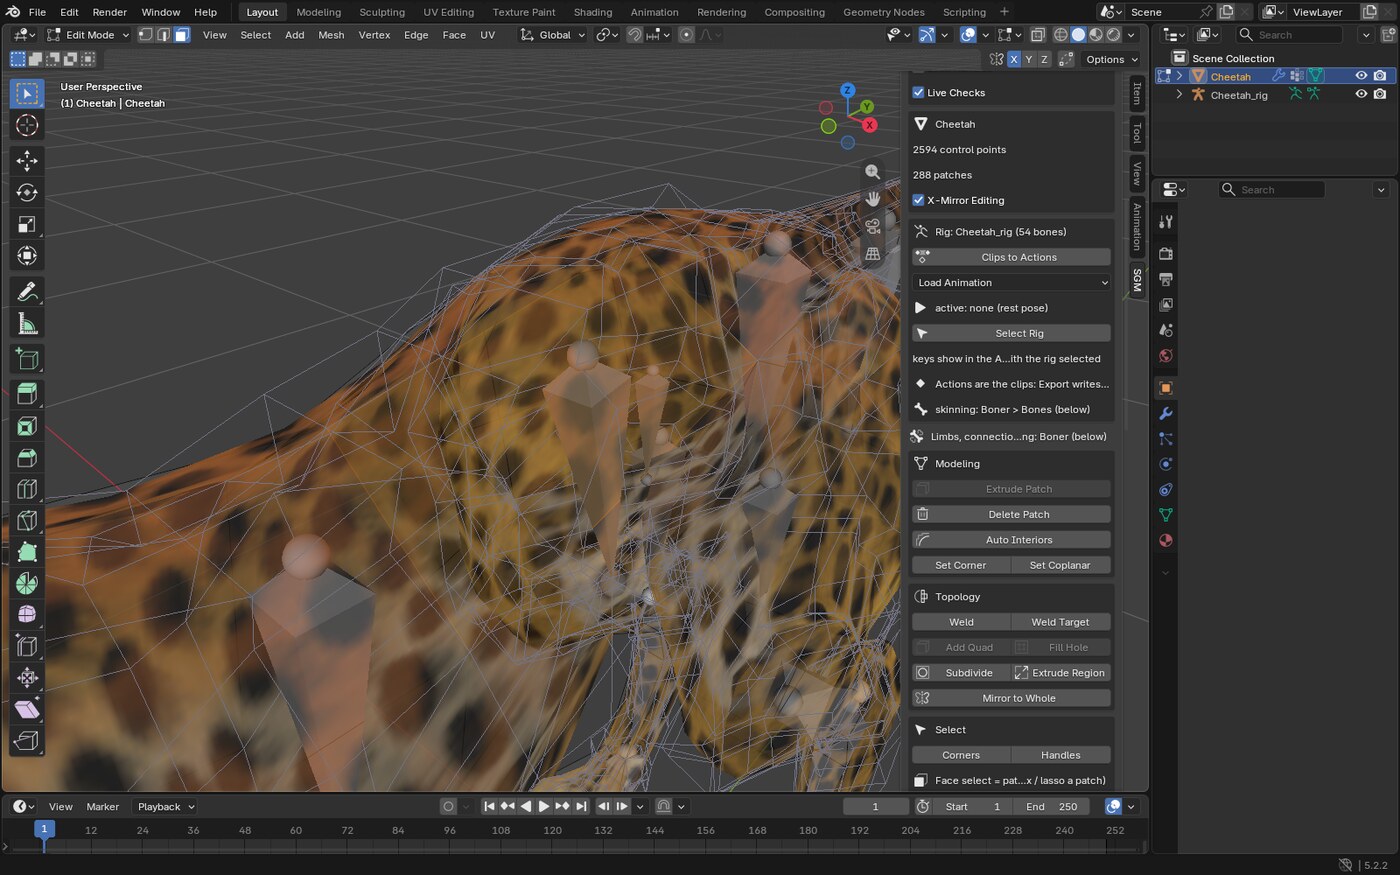 File Edit Render Window Help Layout Modeling Sculpting UV Editing Texture Paint Shading Animation Rendering Compositing Geometry Nodes Scripting + Scene ViewLayer
Edit Mode View Select Add Mesh Vertex Edge Face UV Global Search
X Y Z Options
Scene Collection
Cheetah
Cheetah_rig
Search
User Perspective
(1) Cheetah | Cheetah
Z
Y
X
Item
Tool
View
Animation
SGM
Live Checks
Cheetah
2594 control points
288 patches
X-Mirror Editing
Rig: Cheetah_rig (54 bones)
Clips to Actions
Load Animation
active: none (rest pose)
Select Rig
keys show in the A...ith the rig selected
Actions are the clips: Export writes...
skinning: Boner > Bones (below)
Limbs, connectio...ng: Boner (below)
Modeling
Extrude Patch
Delete Patch
Auto Interiors
Set Corner Set Coplanar
Topology
Weld Weld Target
Add Quad Fill Hole
Subdivide Extrude Region
Mirror to Whole
Select
Corners Handles
Face select = pat...x / lasso a patch)
View Marker Playback 1 Start 1 End 250
1 12 24 36 48 60 72 84 96 108 120 132 144 156 168 180 192 204 216 228 240 252
5.2.2